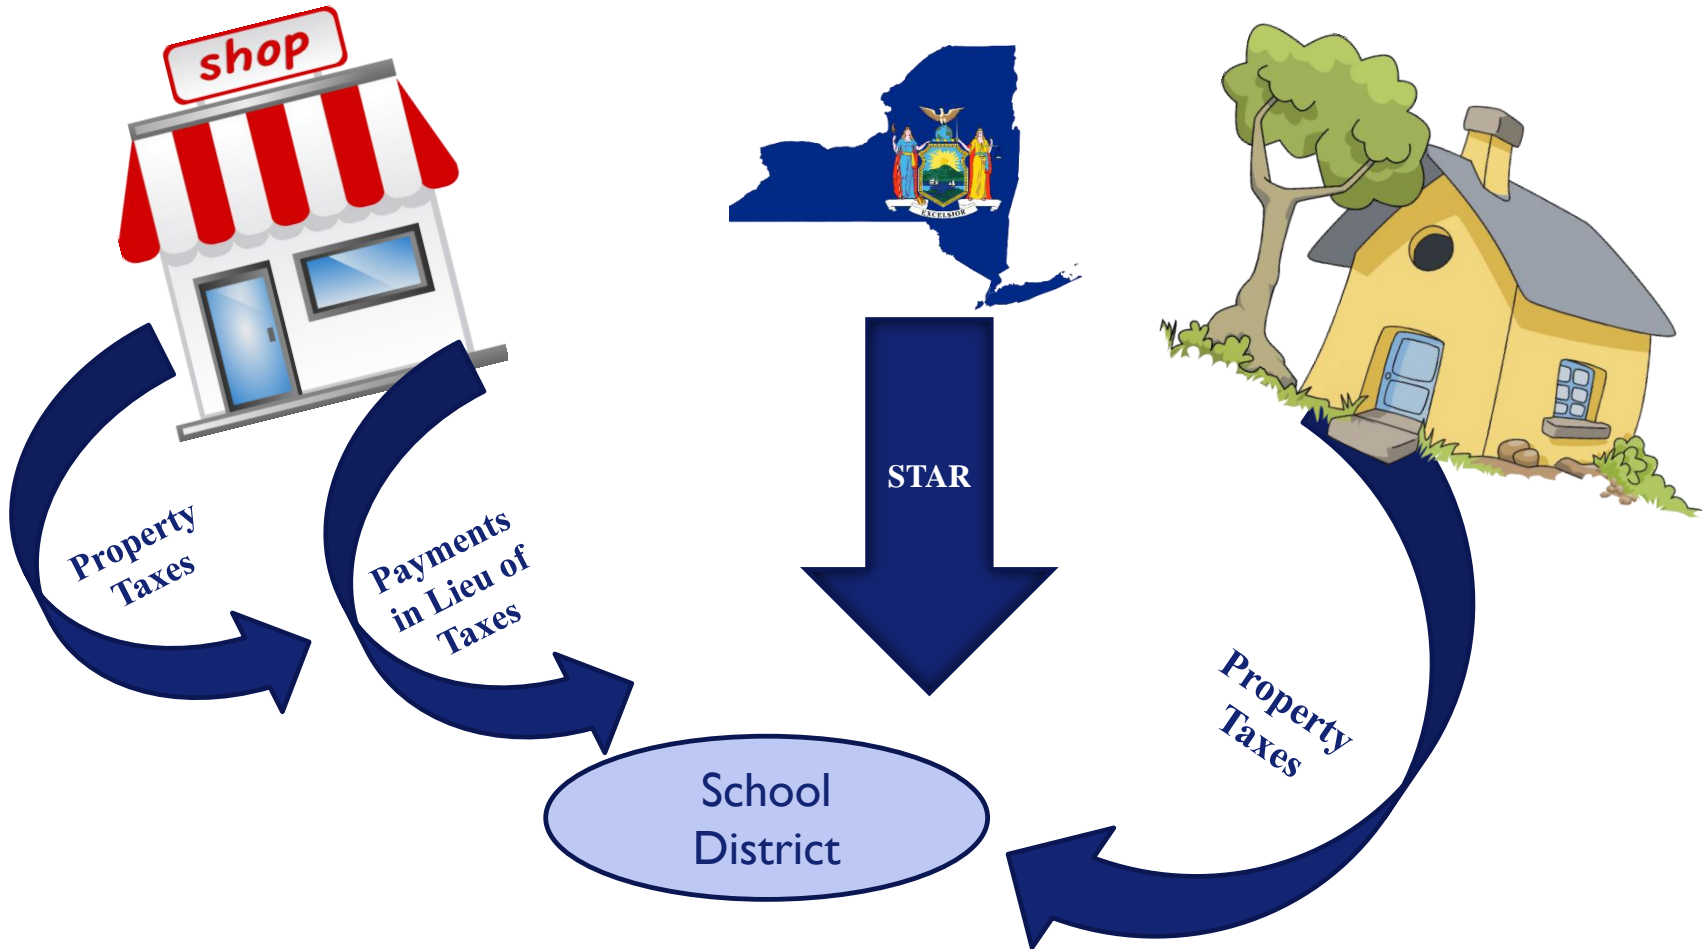 shop
EXCELSIOR
STAR
Property
Taxes
Payments
in Lieu of
Taxes
Property
Taxes
School
District